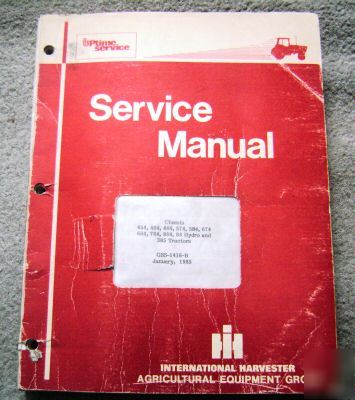 uptime.
service
Service
Manual
Chassis
454, 464, 484, 574, 584, 674
684, 784, 884, 84 Hydro and
385 Tractors
GSS-1416-B
January, 1985
INTERNATIONAL HARVESTER
AGRICULTURAL EQUIPMENT GRO